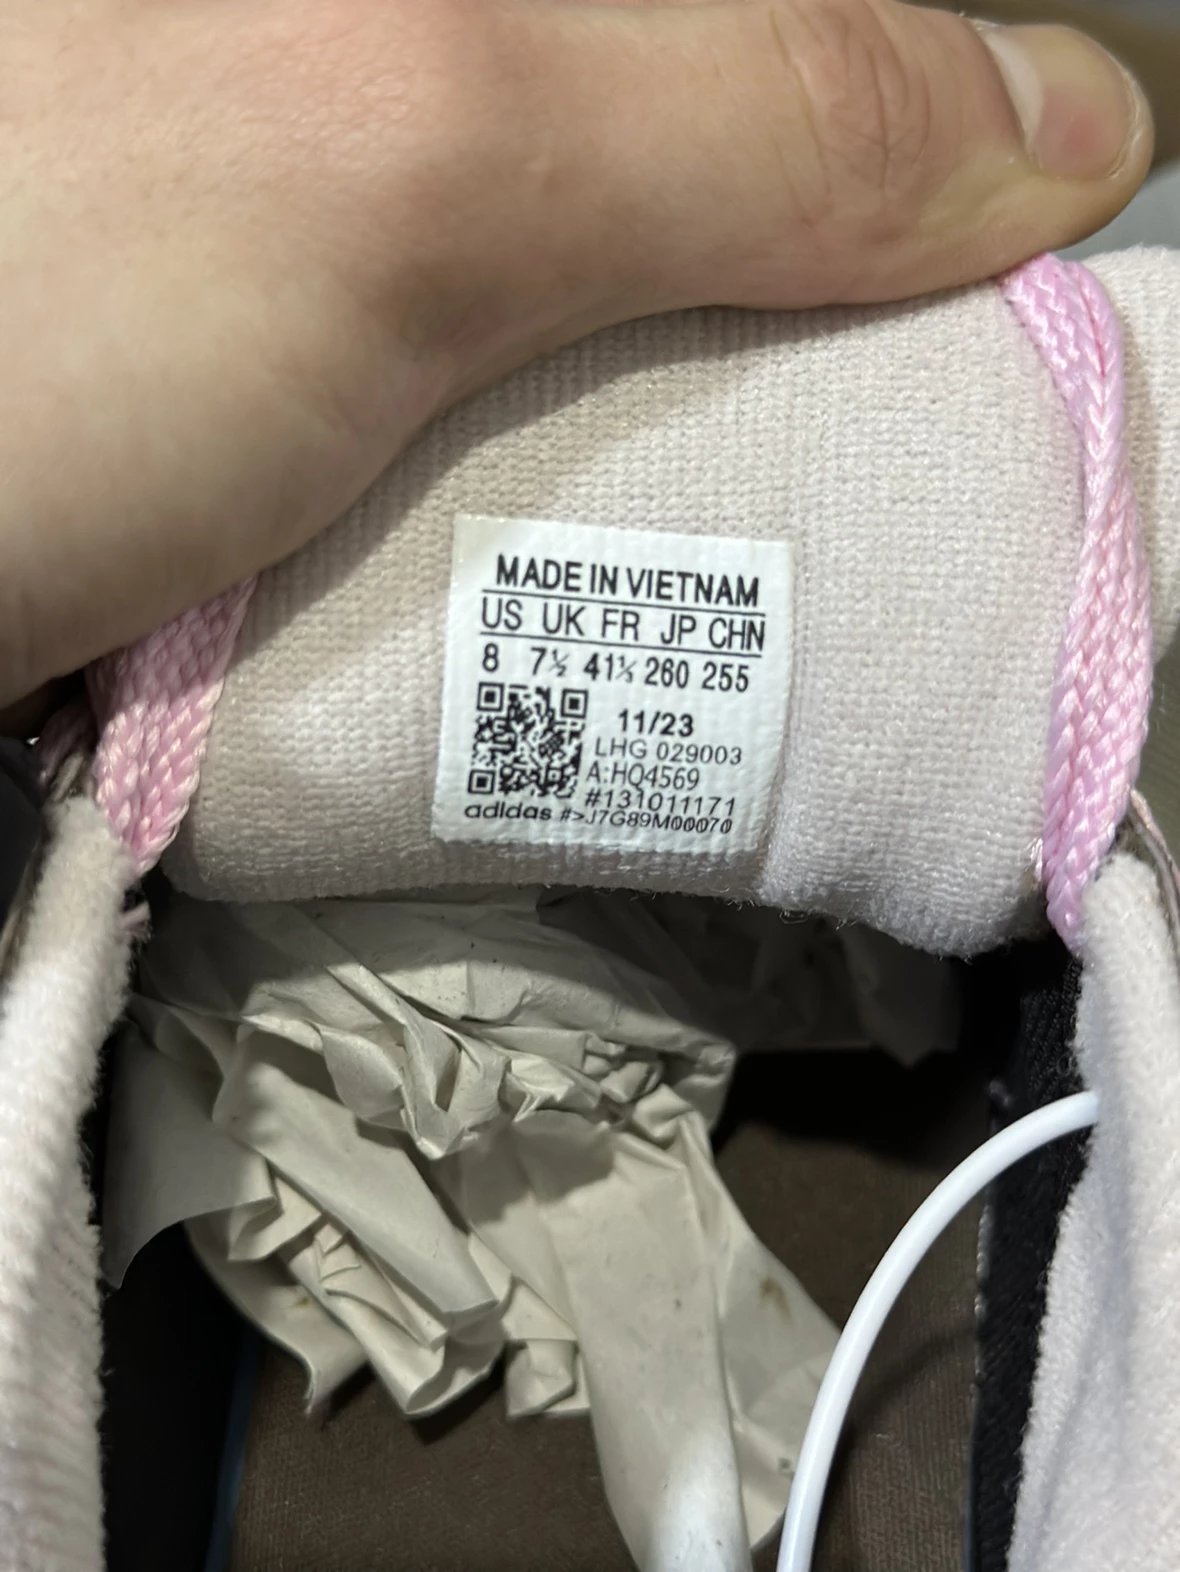 MADE IN VIETNAM
US UK FR JP CHN
8 7½ 41⅓ 260 255
11/23
LHG 029003
A:HQ4569
#131011171
adidas #>J7G89M00070